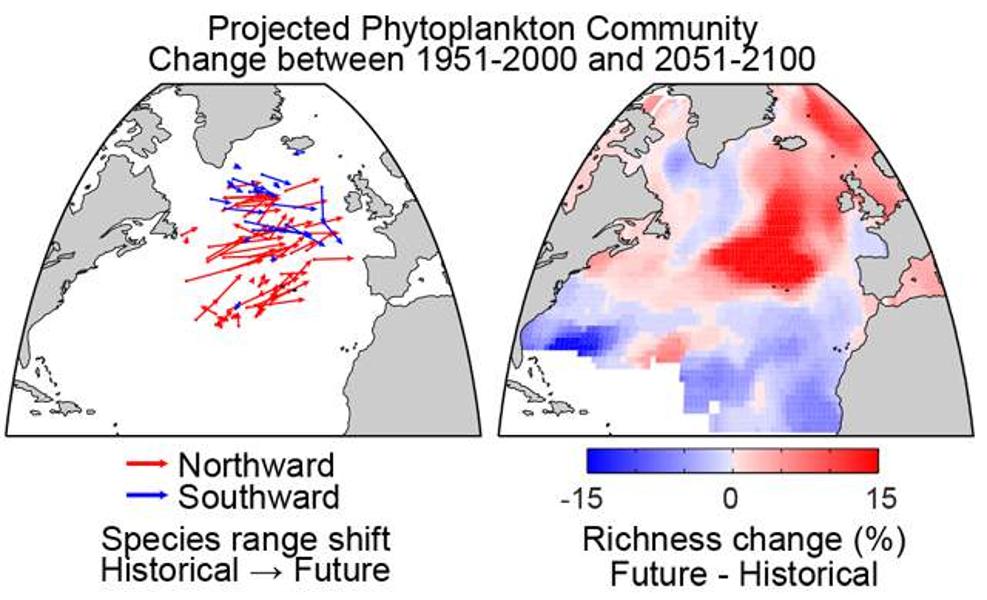 Projected Phytoplankton Community
Change between 1951-2000 and 2051-2100
Northward
Southward
Species range shift
Historical → Future
-15 0 15
Richness change (%)
Future - Historical